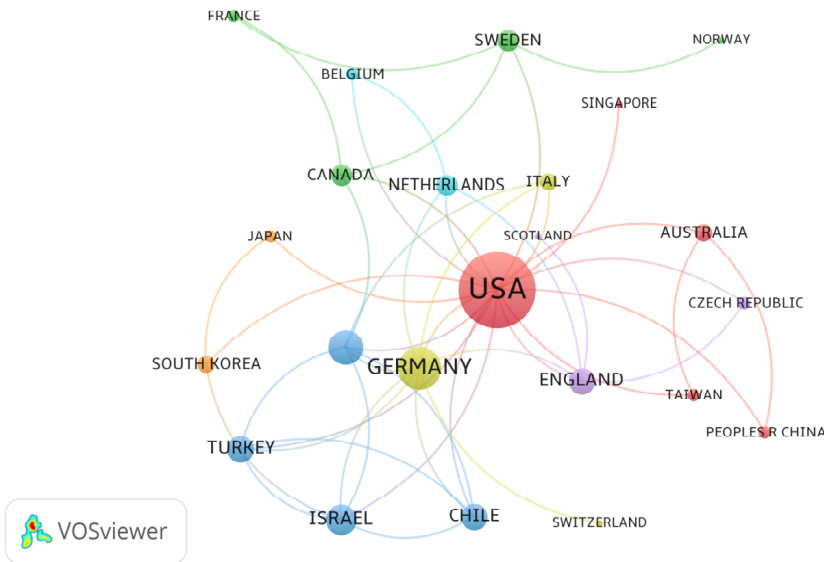 FRANCE
SWEDEN
NORWAY
BELGIUM
SINGAPORE
CANADA
NETHERLANDS
ITALY
JAPAN
SCOTLAND
AUSTRALIA
USA
CZECH REPUBLIC
SOUTH KOREA
GERMANY
ENGLAND
TAIWAN
PEOPLES R CHINA
TURKEY
ISRAEL
CHILE
SWITZERLAND
VOSviewer